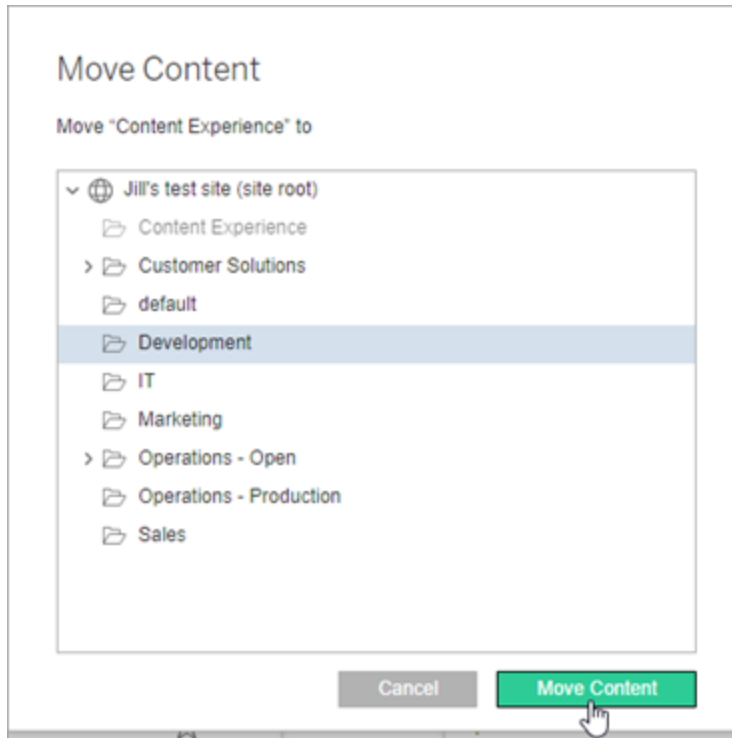 Move Content
Move "Content Experience" to
Jill's test site (site root)
Content Experience
Customer Solutions
default
Development
IT
Marketing
Operations - Open
Operations - Production
Sales
Cancel
Move Content